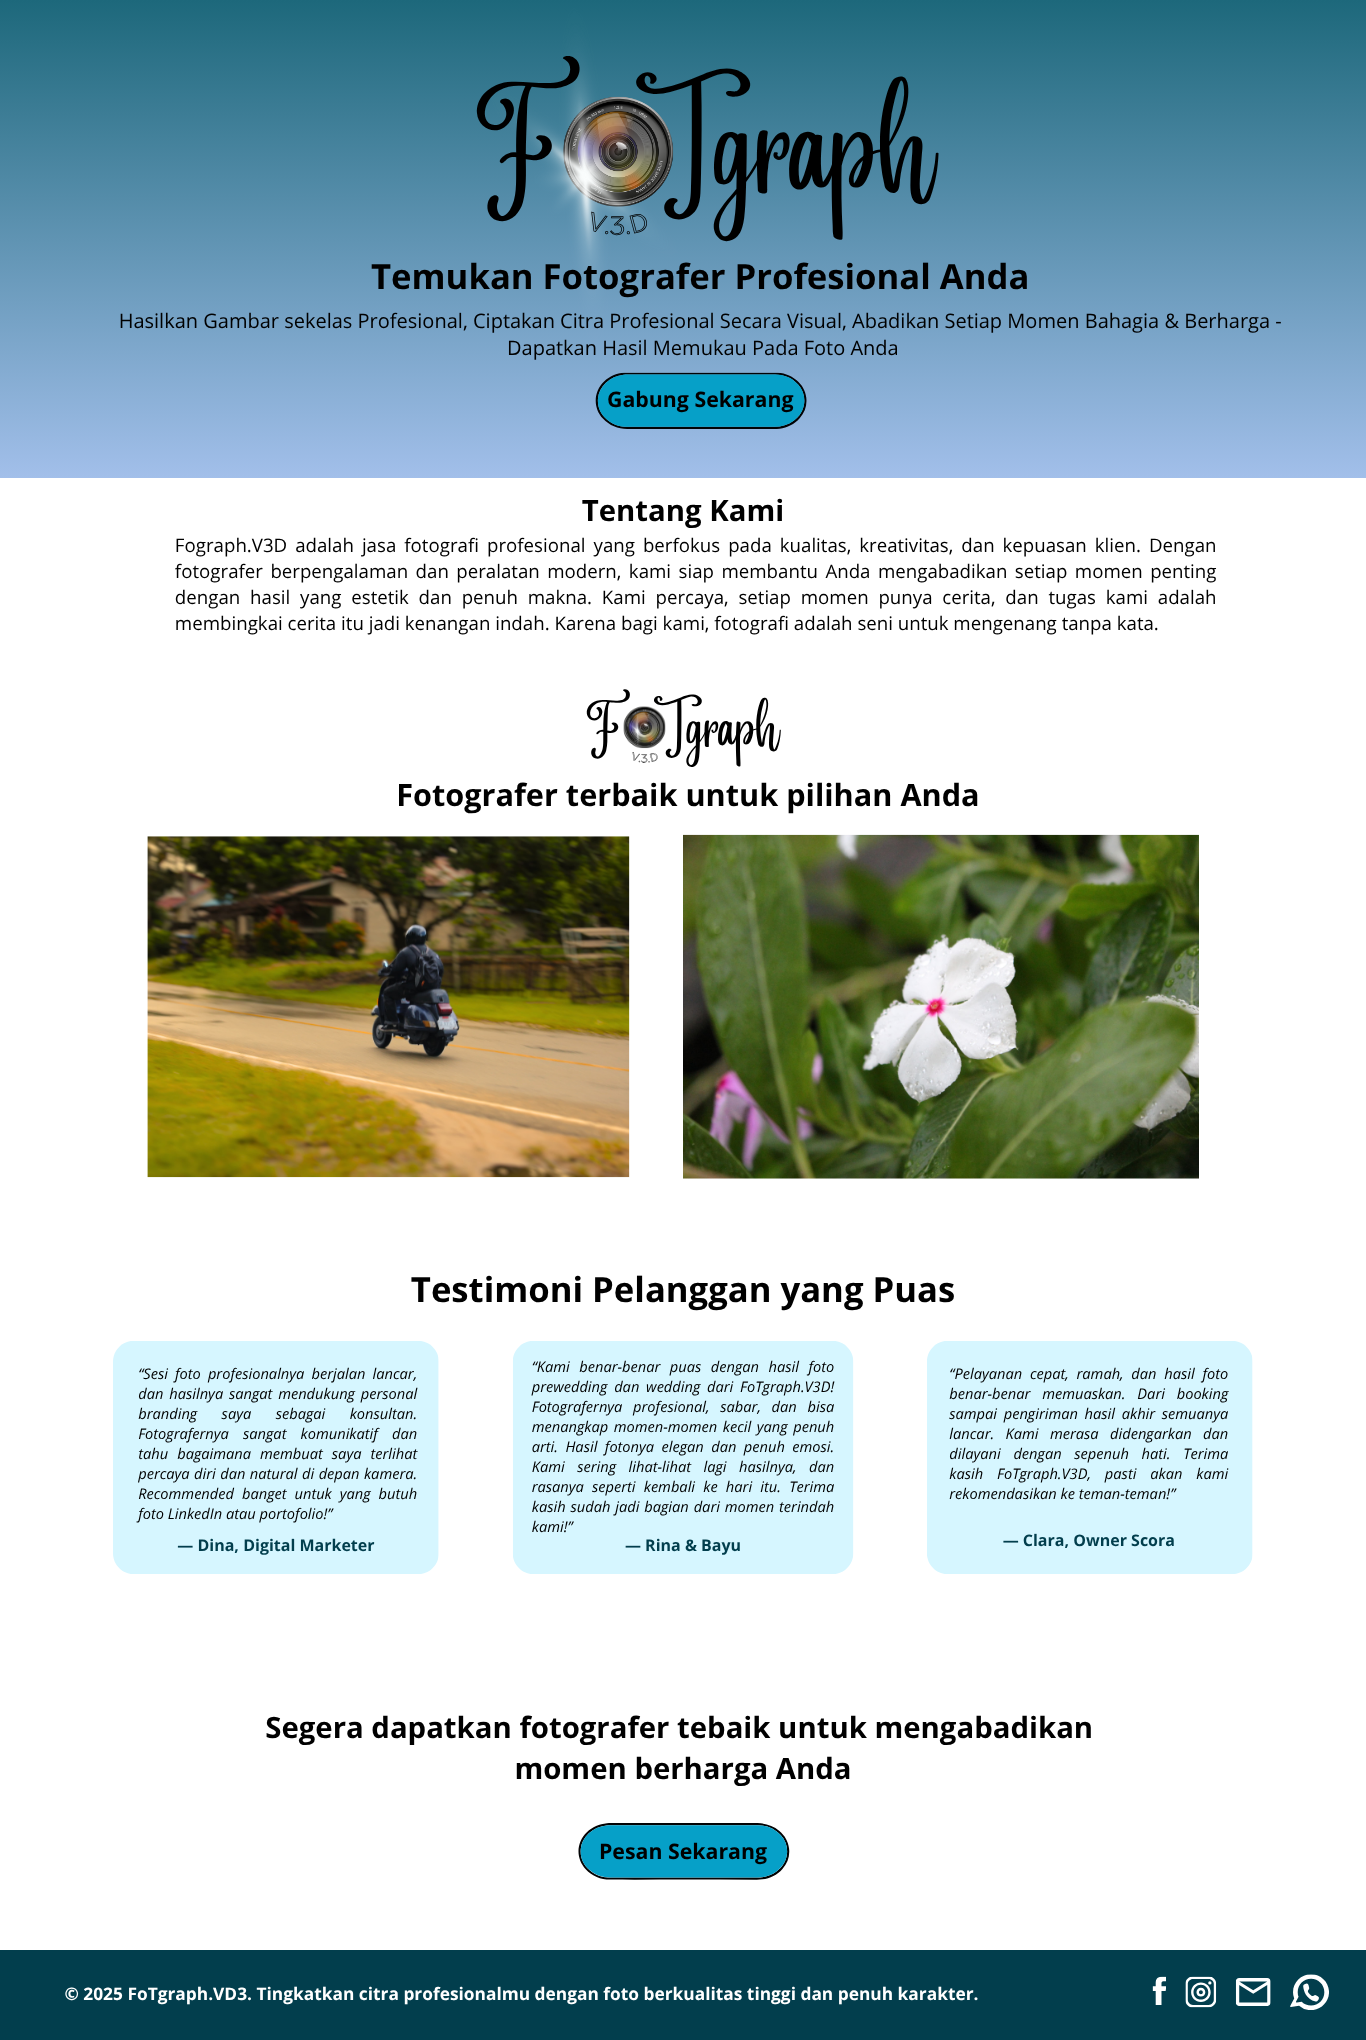 FoTgraph
V.3.D
Temukan Fotografer Profesional Anda
Hasilkan Gambar sekelas Profesional, Ciptakan Citra Profesional Secara Visual, Abadikan Setiap Momen Bahagia & Berharga -
Dapatkan Hasil Memukau Pada Foto Anda
Gabung Sekarang
Tentang Kami
Fograph.V3D adalah jasa fotografi profesional yang berfokus pada kualitas, kreativitas, dan kepuasan klien. Dengan
fotografer berpengalaman dan peralatan modern, kami siap membantu Anda mengabadikan setiap momen penting
dengan hasil yang estetik dan penuh makna. Kami percaya, setiap momen punya cerita, dan tugas kami adalah
membingkai cerita itu jadi kenangan indah. Karena bagi kami, fotografi adalah seni untuk mengenang tanpa kata.
FoTgraph
V.3.D
Fotografer terbaik untuk pilihan Anda
Testimoni Pelanggan yang Puas
“Sesi foto profesionalnya berjalan lancar,
dan hasilnya sangat mendukung personal
branding saya sebagai konsultan.
Fotografernya sangat komunikatif dan
tahu bagaimana membuat saya terlihat
percaya diri dan natural di depan kamera.
Recommended banget untuk yang butuh
foto LinkedIn atau portofolio!”
— Dina, Digital Marketer
“Kami benar-benar puas dengan hasil foto
prewedding dan wedding dari FoTgraph.V3D!
Fotografernya profesional, sabar, dan bisa
menangkap momen-momen kecil yang penuh
arti. Hasil fotonya elegan dan penuh emosi.
Kami sering lihat-lihat lagi hasilnya, dan
rasanya seperti kembali ke hari itu. Terima
kasih sudah jadi bagian dari momen terindah
kami!”
— Rina & Bayu
“Pelayanan cepat, ramah, dan hasil foto
benar-benar memuaskan. Dari booking
sampai pengiriman hasil akhir semuanya
lancar. Kami merasa didengarkan dan
dilayani dengan sepenuh hati. Terima
kasih FoTgraph.V3D, pasti akan kami
rekomendasikan ke teman-teman!”
— Clara, Owner Scora
Segera dapatkan fotografer tebaik untuk mengabadikan
momen berharga Anda
Pesan Sekarang
© 2025 FoTgraph.VD3. Tingkatkan citra profesionalmu dengan foto berkualitas tinggi dan penuh karakter.